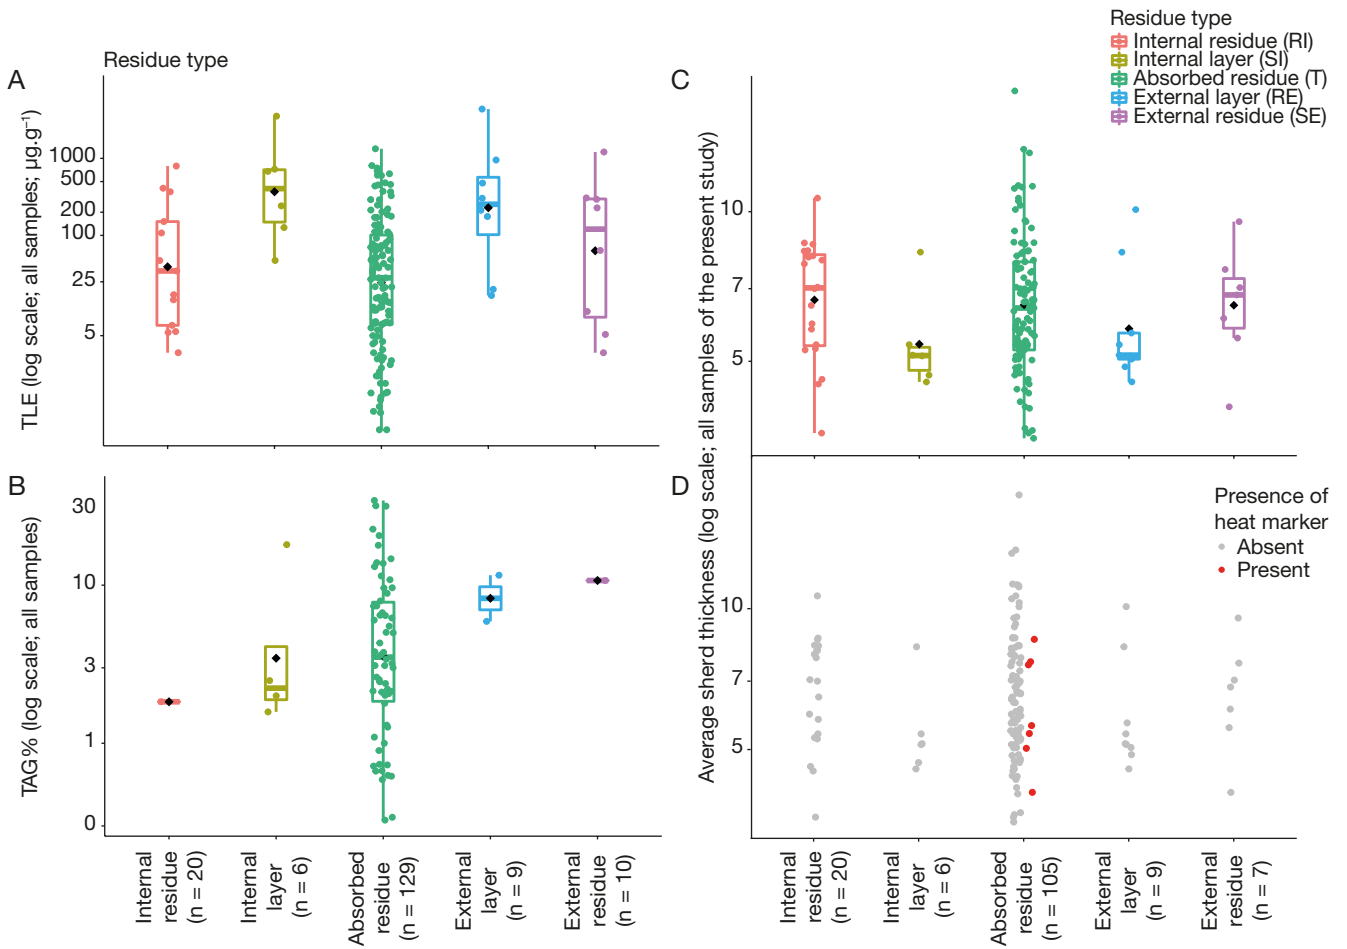 A
Residue type
TLE (log scale; all samples; µg.g⁻¹)
1000
500
200
100
25
5
B
TAG% (log scale; all samples)
30
10
3
1
0
Internal
residue
(n = 20)
Internal
layer
(n = 6)
Absorbed
residue
(n = 129)
External
layer
(n = 9)
External
residue
(n = 10)
C
Residue type
Internal residue (RI)
Internal layer (SI)
Absorbed residue (T)
External layer (RE)
External residue (SE)
Average sherd thickness (log scale; all samples of the present study)
10
7
5
D
Presence of
heat marker
Absent
Present
10
7
5
Internal
residue
(n = 20)
Internal
layer
(n = 6)
Absorbed
residue
(n = 105)
External
layer
(n = 9)
External
residue
(n = 7)